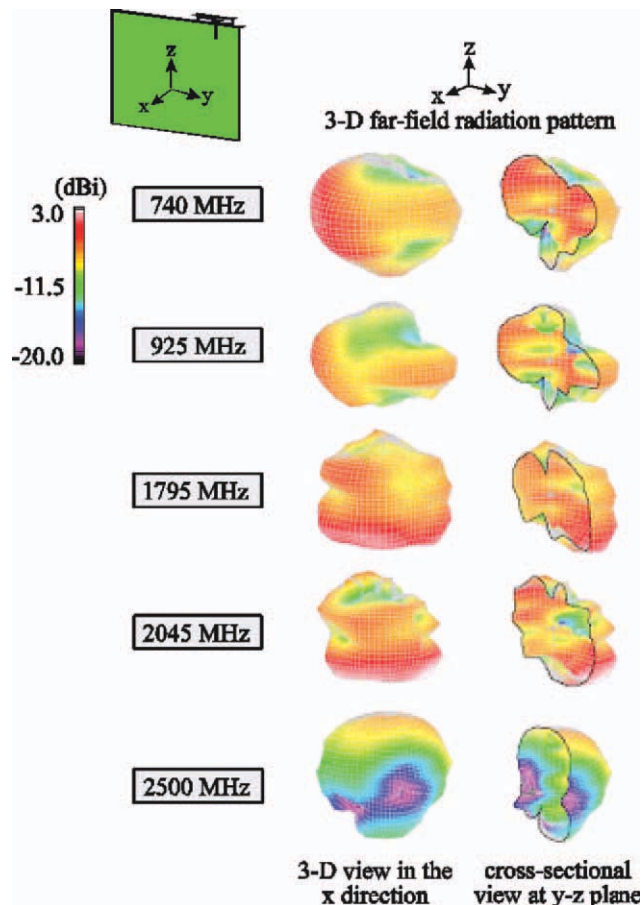 z
x
y
z
x
y
3-D far-field radiation pattern
(dBi)
3.0
-11.5
-20.0
740 MHz
925 MHz
1795 MHz
2045 MHz
2500 MHz
3-D view in the
x direction
cross-sectional
view at y-z plane